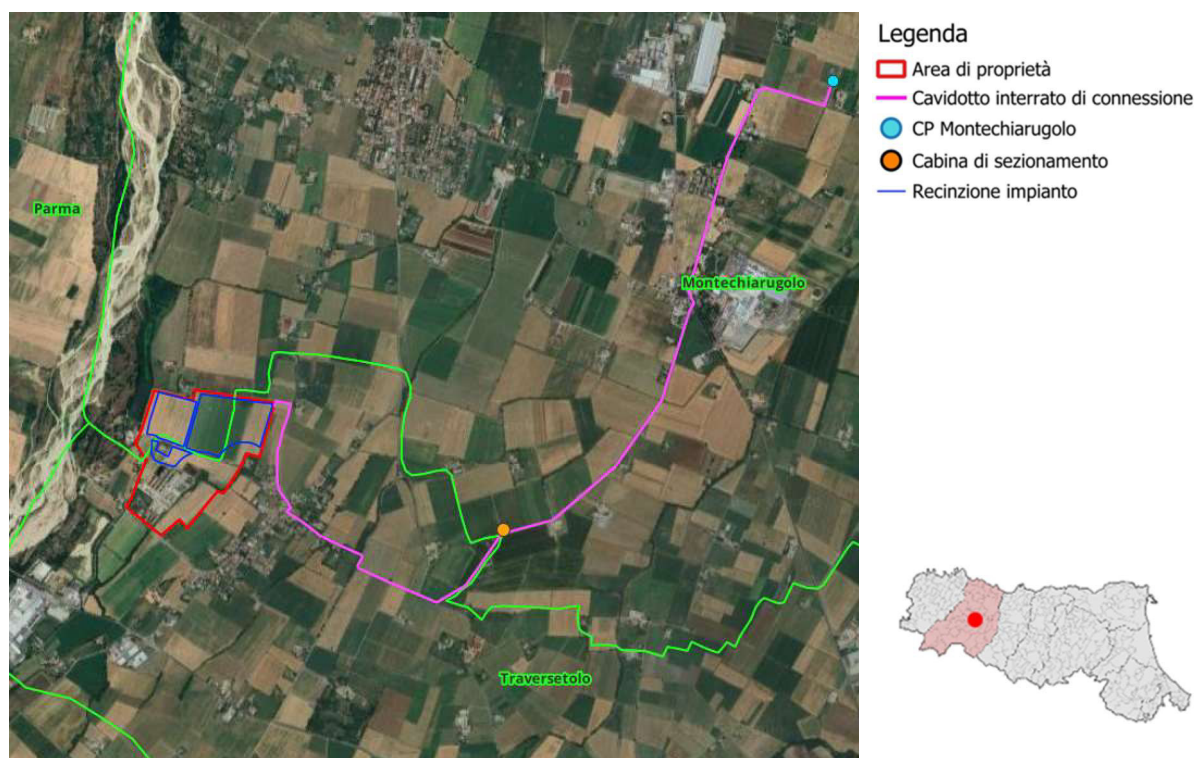 Legenda
Area di proprietà
Cavidotto interrato di connessione
CP Montechiarugolo
Cabina di sezionamento
Recinzione impianto
Parma
Montechiarugolo
Traversetolo